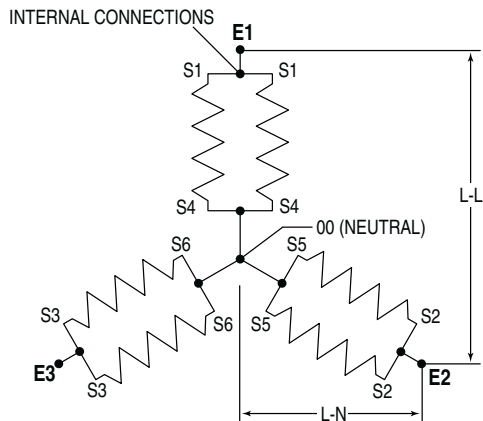 INTERNAL CONNECTIONS
E1
S1 S1
L-L
S4 S4
00 (NEUTRAL)
S6 S5
S3 S6 S5 S2
E3 S3 S2 E2
L-N